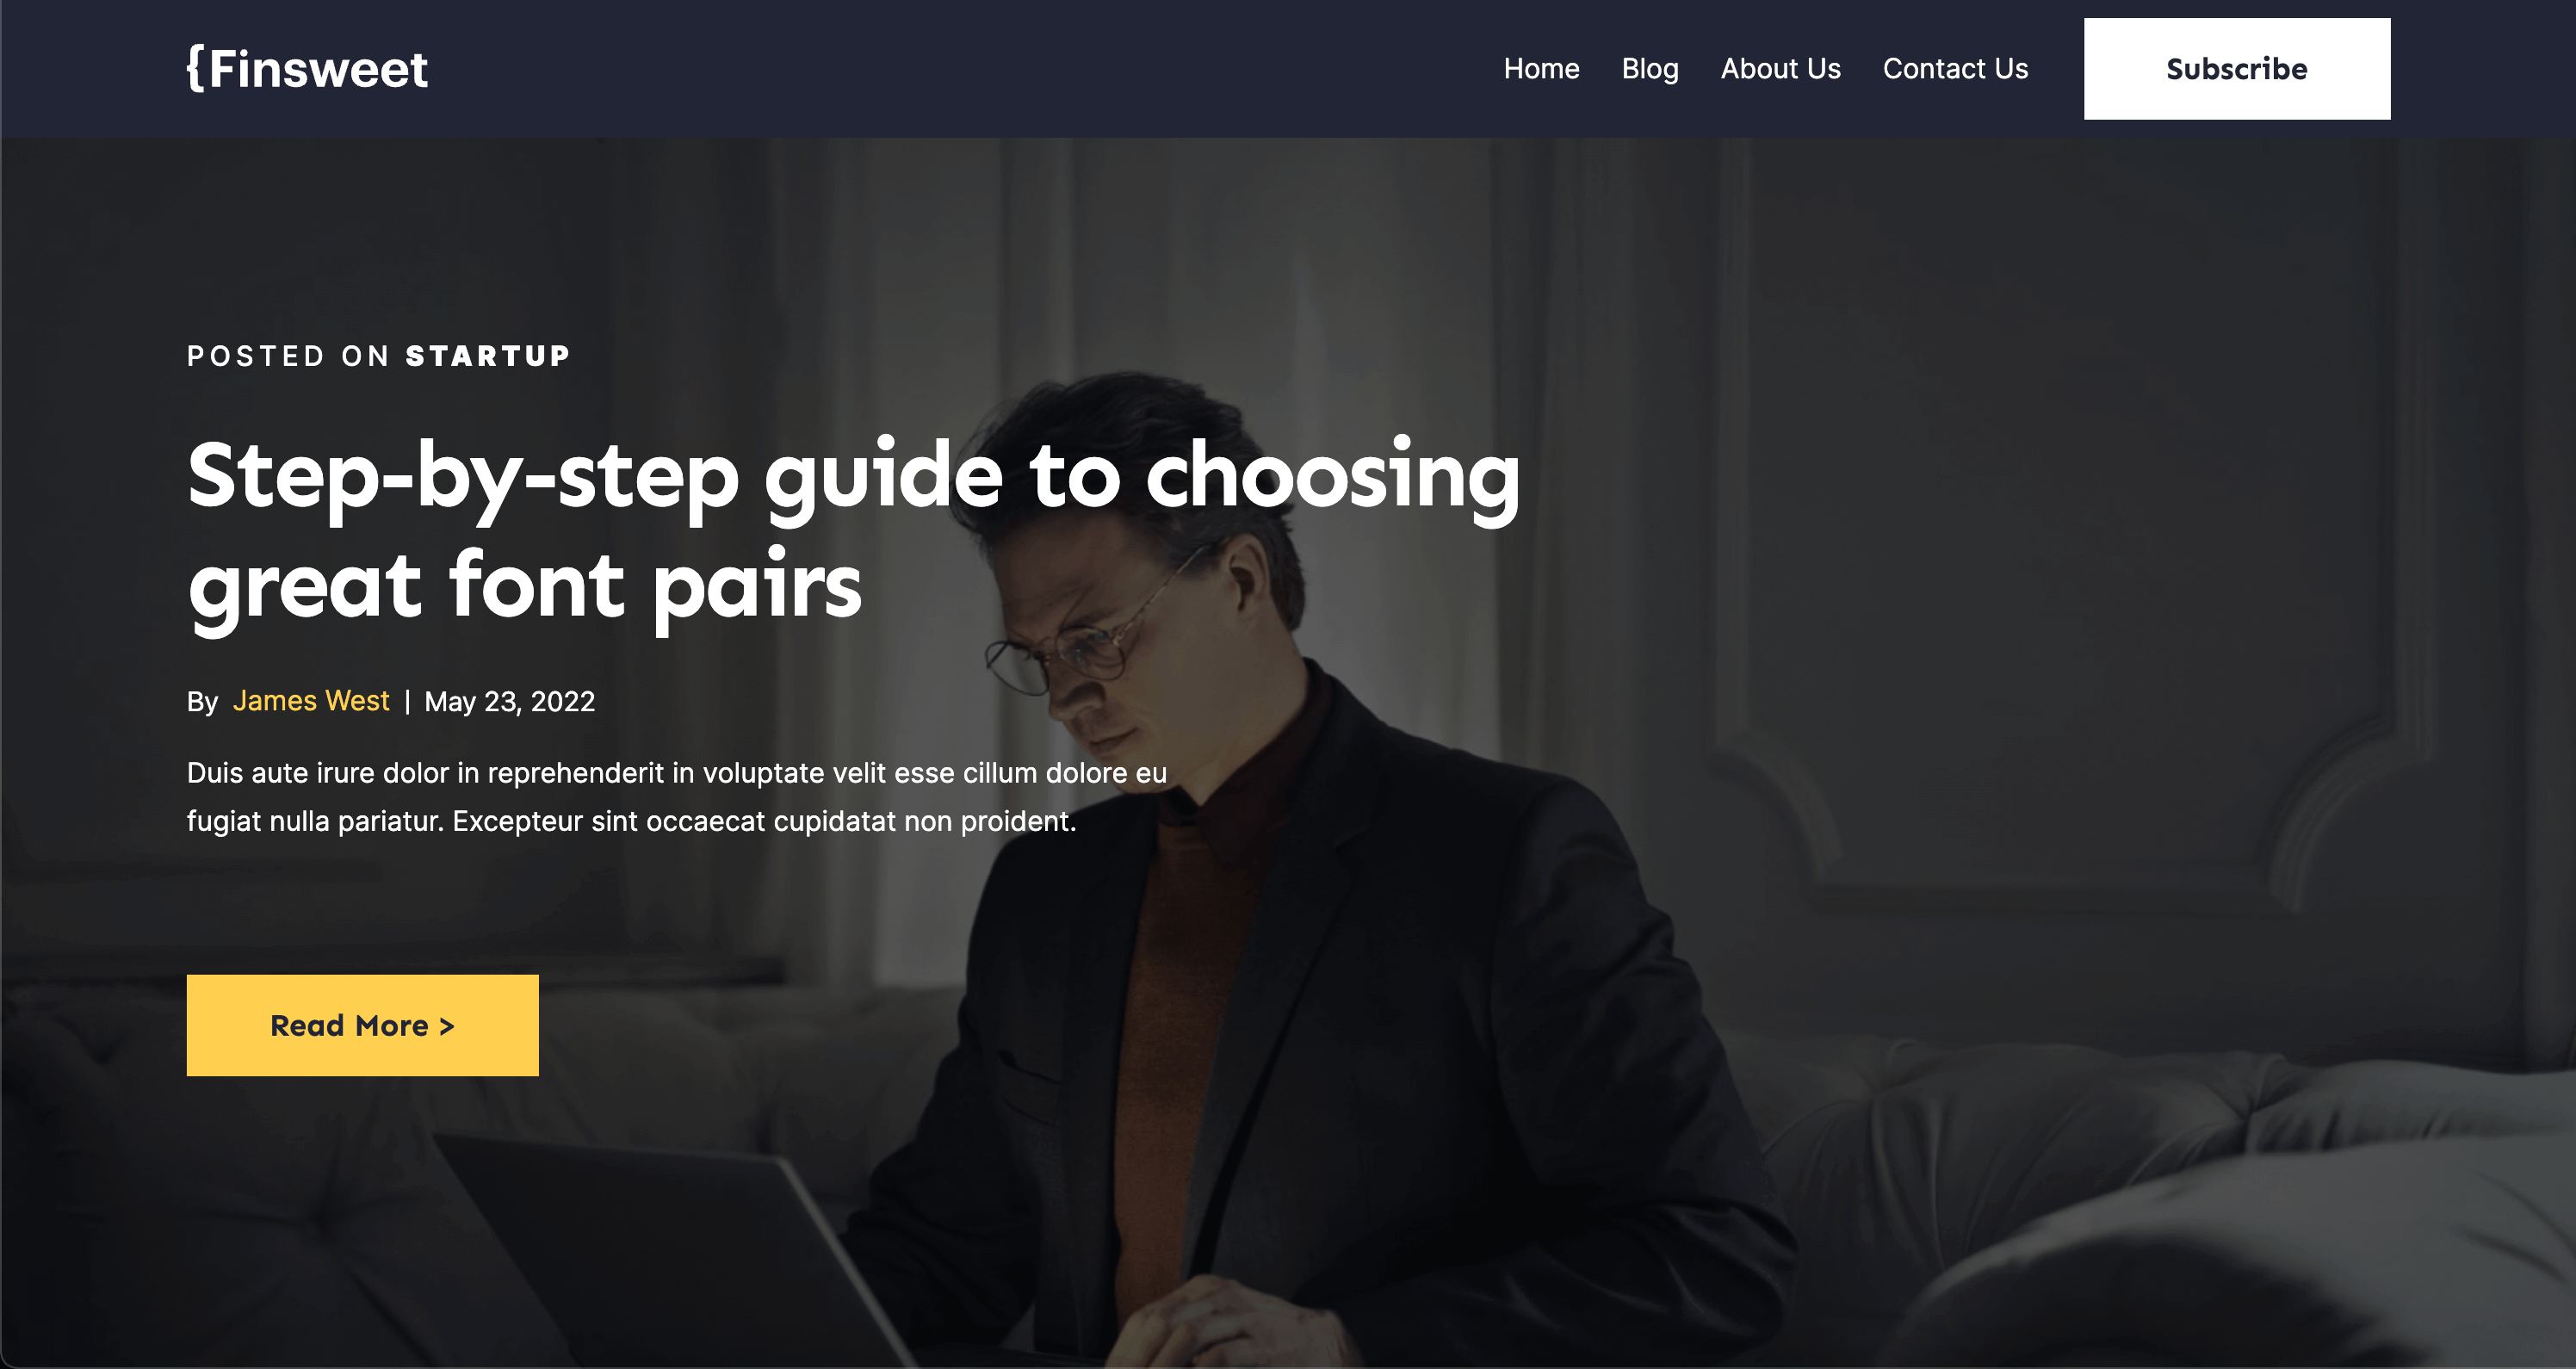 {Finsweet
Home Blog About Us Contact Us Subscribe
POSTED ON STARTUP
Step-by-step guide to choosing
great font pairs
By James West | May 23, 2022
Duis aute irure dolor in reprehenderit in voluptate velit esse cillum dolore eu
fugiat nulla pariatur. Excepteur sint occaecat cupidatat non proident.
Read More >